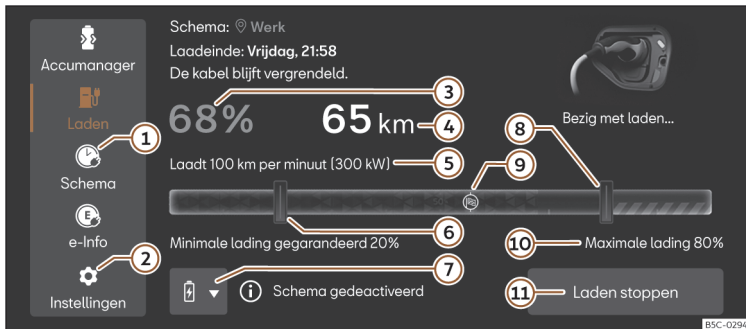 Accumanager
Laden
1
Schema
E
e-Info
2
Instellingen
Schema: Werk
Laadeinde: Vrijdag, 21:58
De kabel blijft vergrendeld.
3
68% 65 km 4
Bezig met laden...
Laadt 100 km per minuut (300 kW) 5
8
9
6
Minimale lading gegarandeerd 20%
10 Maximale lading 80%
7
Schema gedeactiveerd
11 Laden stoppen
B5C-0294